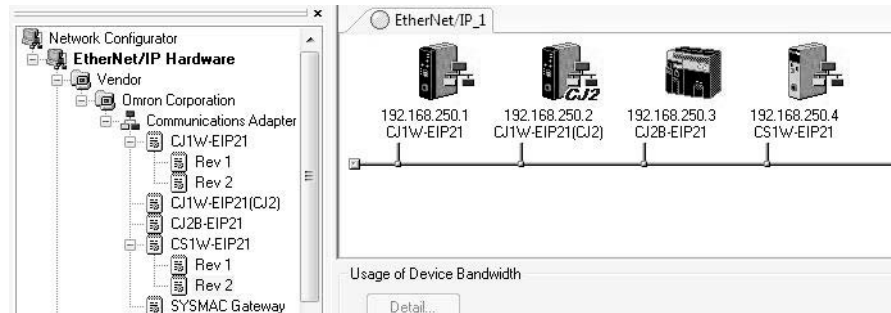 Network Configurator
EtherNet/IP Hardware
Vendor
Omron Corporation
Communications Adapter
CJ1W-EIP21
Rev 1
Rev 2
CJ1W-EIP21(CJ2)
CJ2B-EIP21
CS1W-EIP21
Rev 1
Rev 2
SYSMAC Gateway
EtherNet/IP_1
CJ2
192.168.250.1
CJ1W-EIP21
192.168.250.2
CJ1W-EIP21(CJ2)
192.168.250.3
CJ2B-EIP21
192.168.250.4
CS1W-EIP21
Usage of Device Bandwidth
Detail...